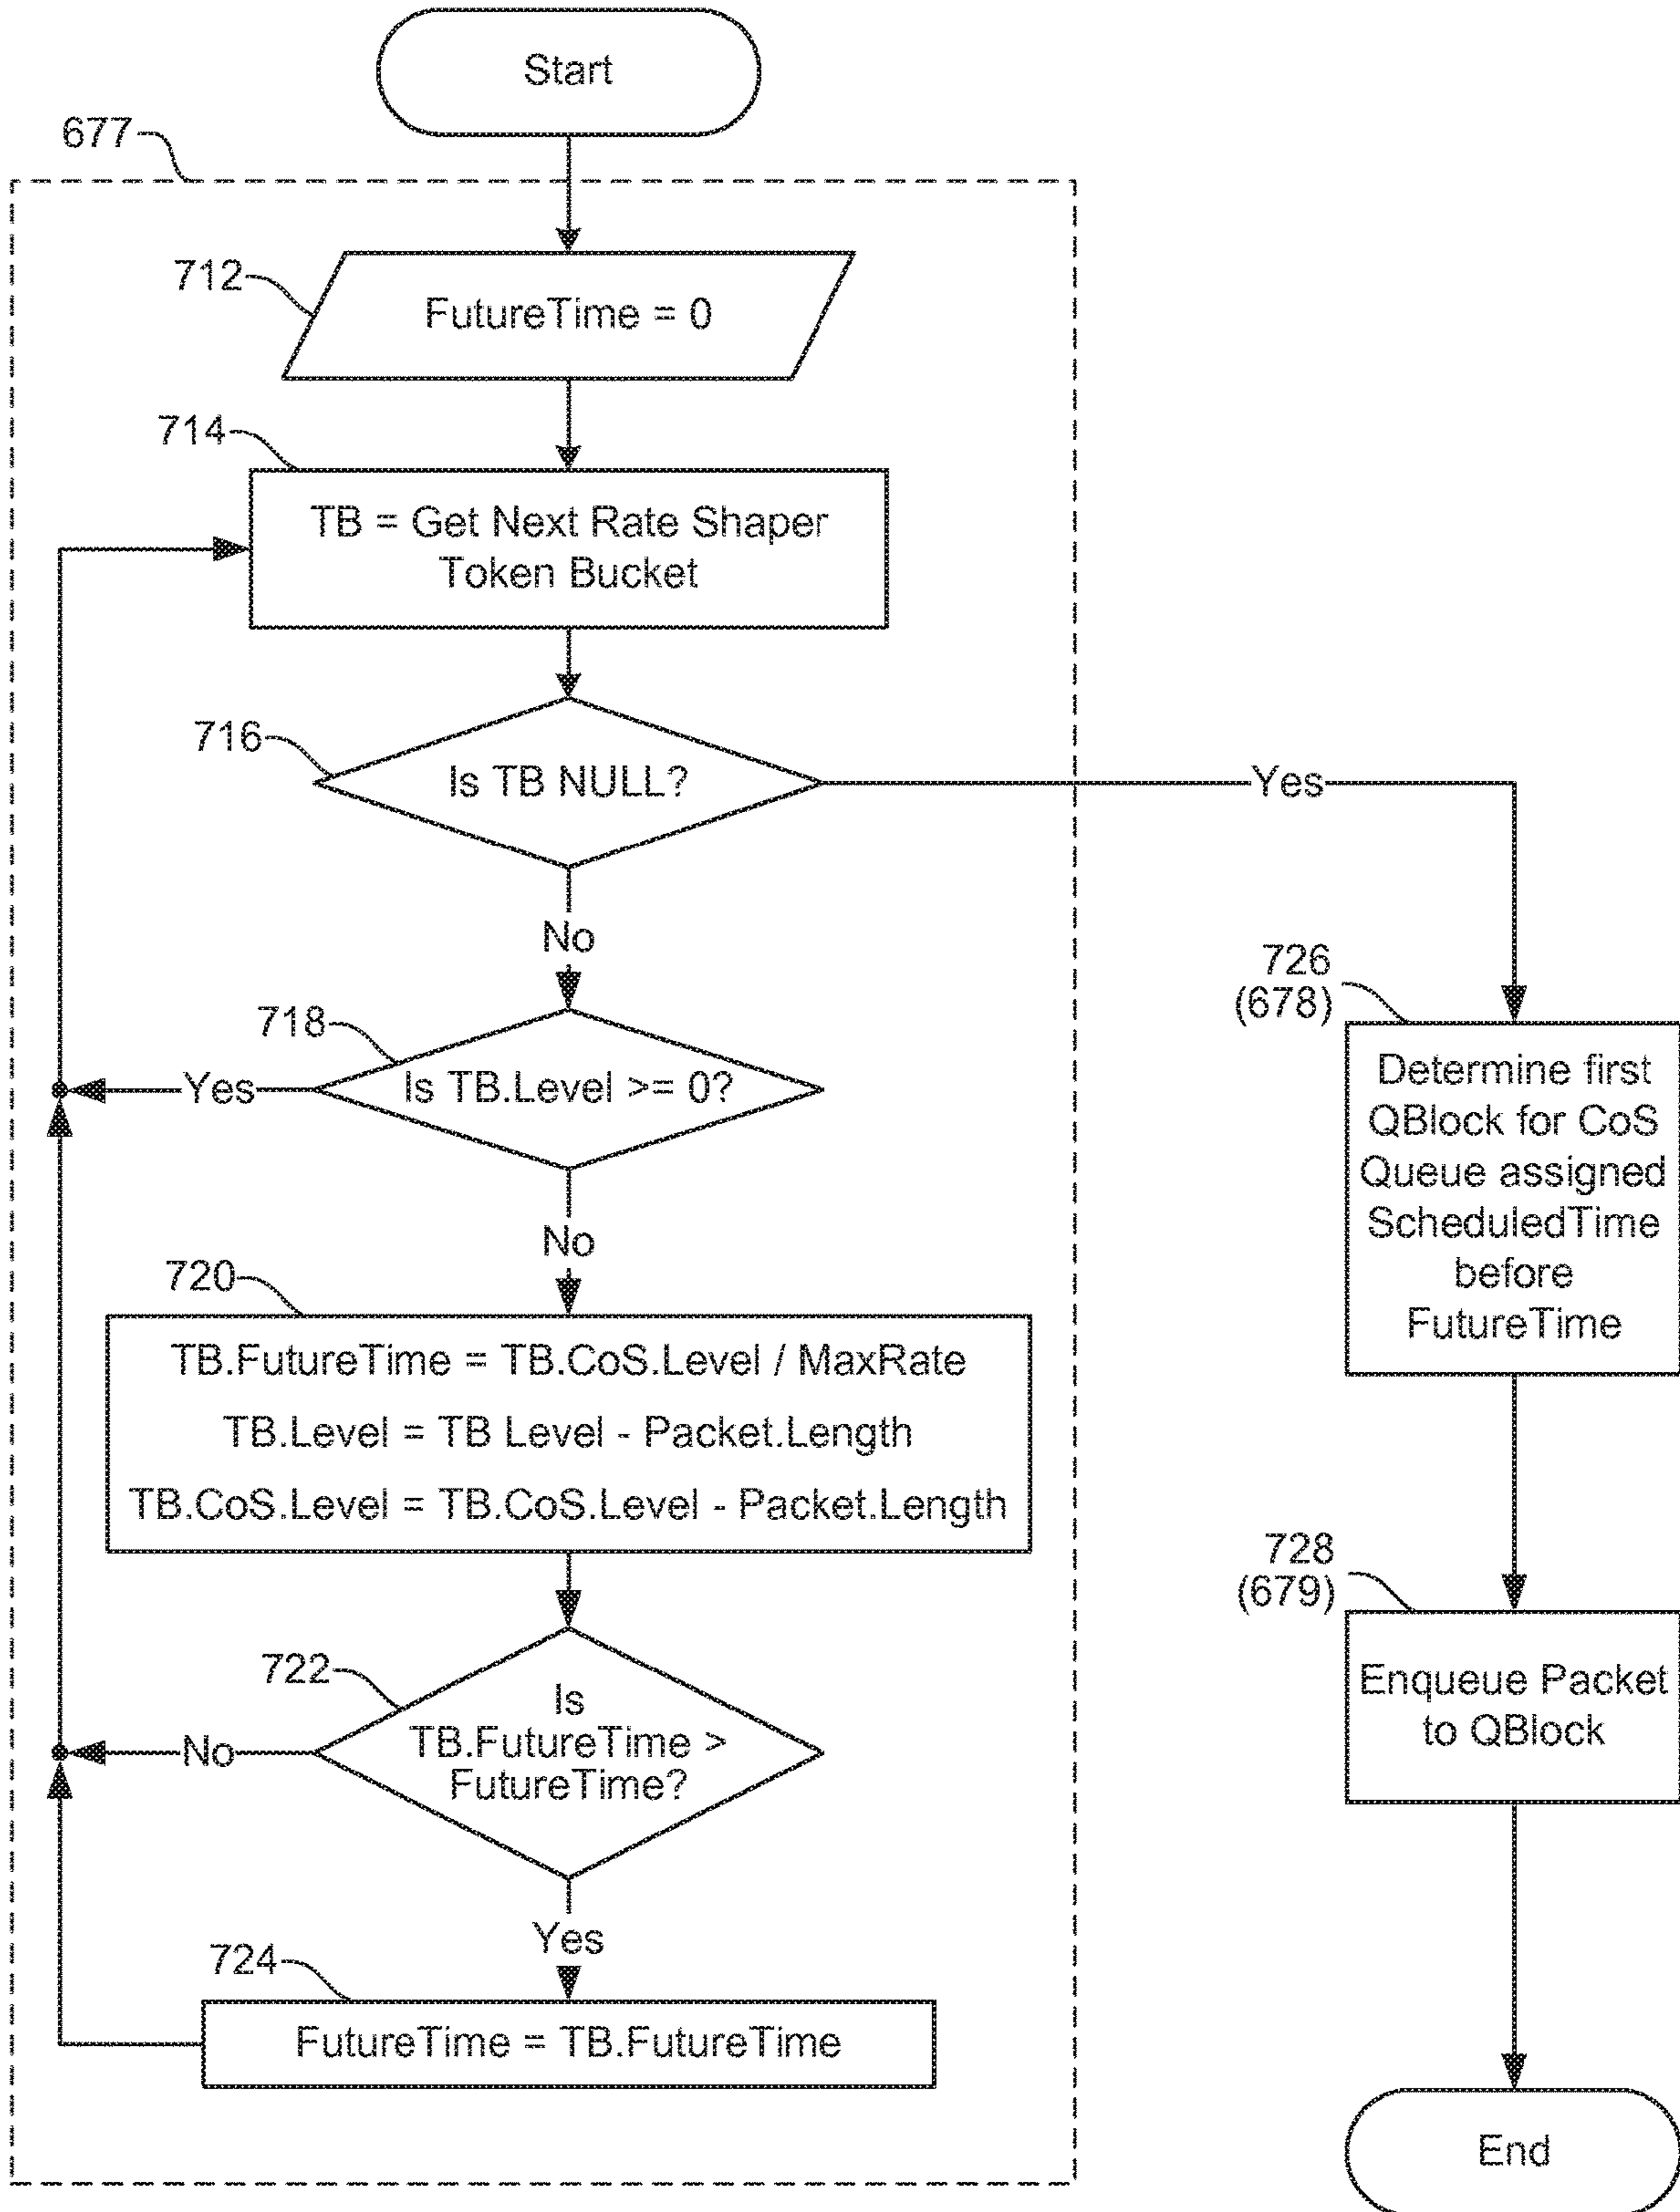 Start
677
712
FutureTime = 0
714
TB = Get Next Rate Shaper
Token Bucket
716
Is TB NULL?
Yes
No
718
Is TB.Level >= 0?
Yes
No
720
TB.FutureTime = TB.CoS.Level / MaxRate
TB.Level = TB Level - Packet.Length
TB.CoS.Level = TB.CoS.Level - Packet.Length
722
Is
TB.FutureTime >
FutureTime?
No
Yes
724
FutureTime = TB.FutureTime
726
(678)
Determine first
QBlock for CoS
Queue assigned
ScheduledTime
before
FutureTime
728
(679)
Enqueue Packet
to QBlock
End